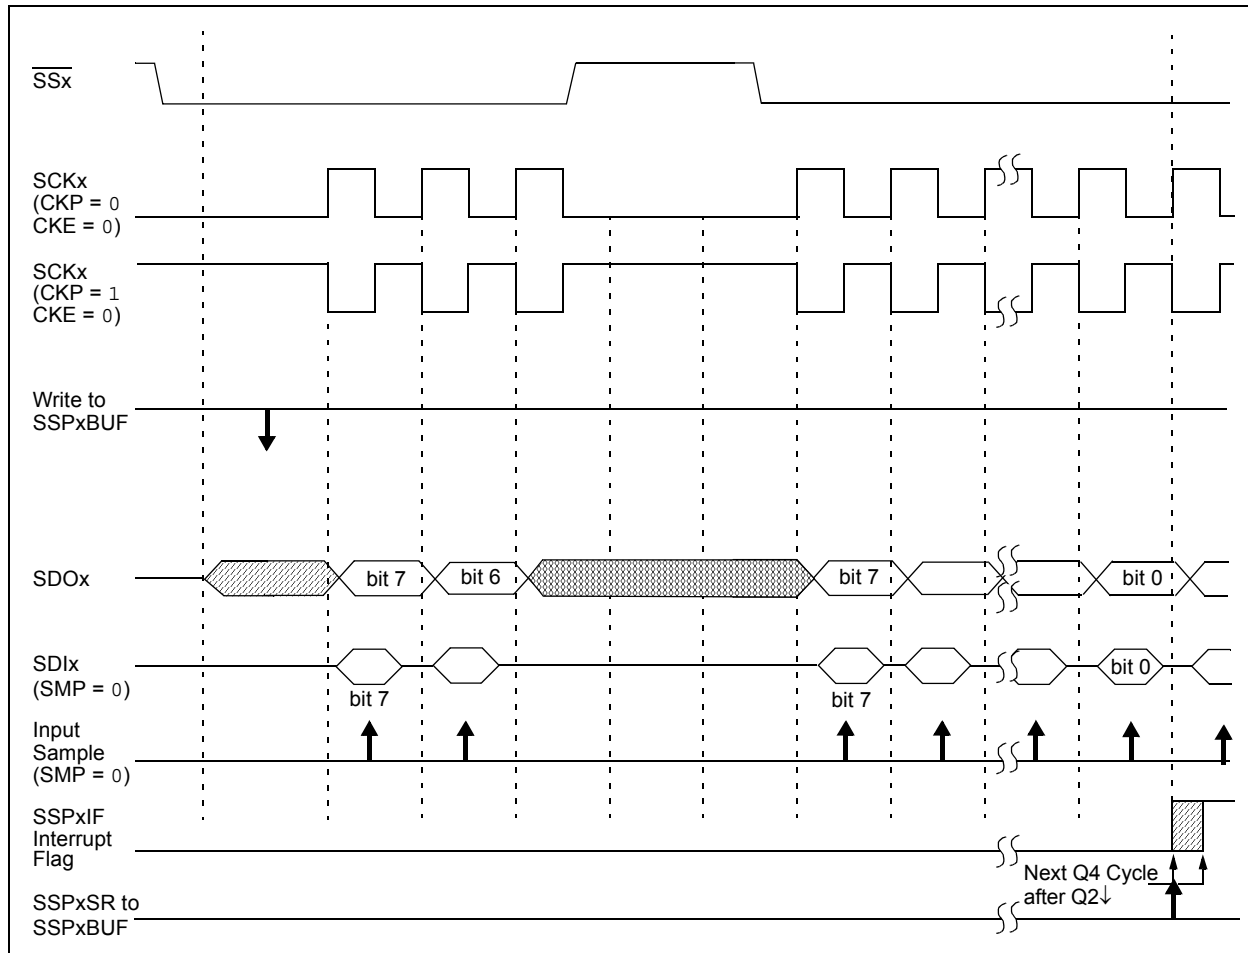 SSx
SCKx
(CKP = 0
CKE = 0)
SCKx
(CKP = 1
CKE = 0)
Write to
SSPxBUF
SDOx
bit 7
bit 6
bit 7
bit 0
SDIx
(SMP = 0)
bit 0
bit 7
bit 7
Input
Sample
(SMP = 0)
SSPxIF
Interrupt
Flag
Next Q4 Cycle
after Q2↓
SSPxSR to
SSPxBUF